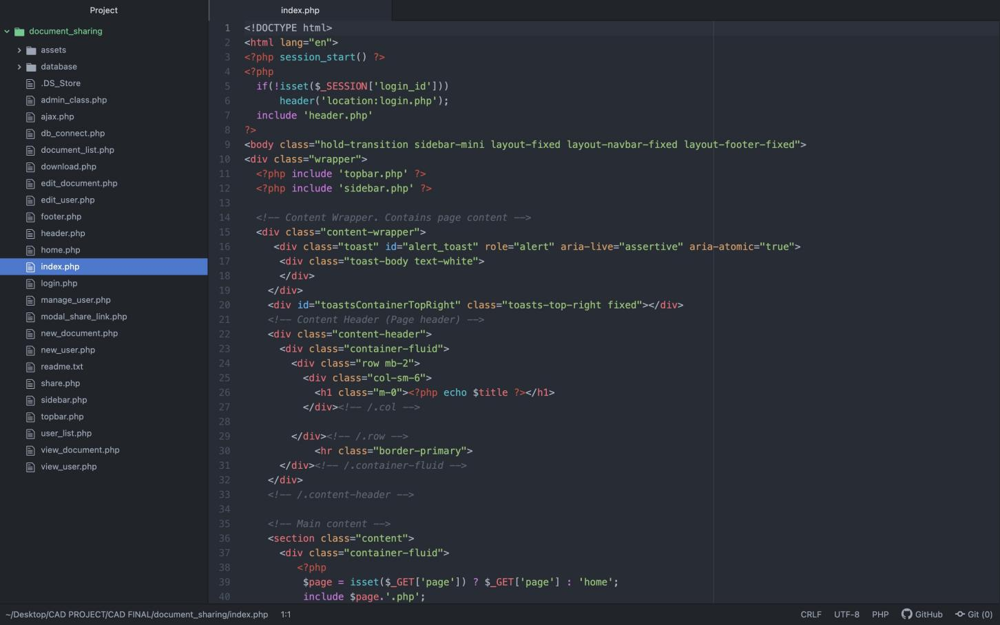 Project
document_sharing
assets
database
.DS_Store
admin_class.php
ajax.php
db_connect.php
document_list.php
download.php
edit_document.php
edit_user.php
footer.php
header.php
home.php
index.php
login.php
manage_user.php
modal_share_link.php
new_document.php
new_user.php
readme.txt
share.php
sidebar.php
topbar.php
user_list.php
view_document.php
view_user.php
index.php
1 <!DOCTYPE html>
2 <html lang="en">
3 <?php session_start() ?>
4 <?php
5   if(!isset($_SESSION['login_id']))
6       header('location:login.php');
7   include 'header.php'
8 ?>
9 <body class="hold-transition sidebar-mini layout-fixed layout-navbar-fixed layout-footer-fixed">
10 <div class="wrapper">
11   <?php include 'topbar.php' ?>
12   <?php include 'sidebar.php' ?>
13
14   <!-- Content Wrapper. Contains page content -->
15   <div class="content-wrapper">
16      <div class="toast" id="alert_toast" role="alert" aria-live="assertive" aria-atomic="true">
17       <div class="toast-body text-white">
18       </div>
19     </div>
20     <div id="toastsContainerTopRight" class="toasts-top-right fixed"></div>
21     <!-- Content Header (Page header) -->
22     <div class="content-header">
23       <div class="container-fluid">
24         <div class="row mb-2">
25           <div class="col-sm-6">
26             <h1 class="m-0"><?php echo $title ?></h1>
27           </div><!-- /.col -->
28
29         </div><!-- /.row -->
30             <hr class="border-primary">
31       </div><!-- /.container-fluid -->
32     </div>
33     <!-- /.content-header -->
34
35     <!-- Main content -->
36     <section class="content">
37       <div class="container-fluid">
38          <?php
39           $page = isset($_GET['page']) ? $_GET['page'] : 'home';
40           include $page.'.php';
~/Desktop/CAD PROJECT/CAD FINAL/document_sharing/index.php 1:1 CRLF UTF-8 PHP GitHub Git (0)